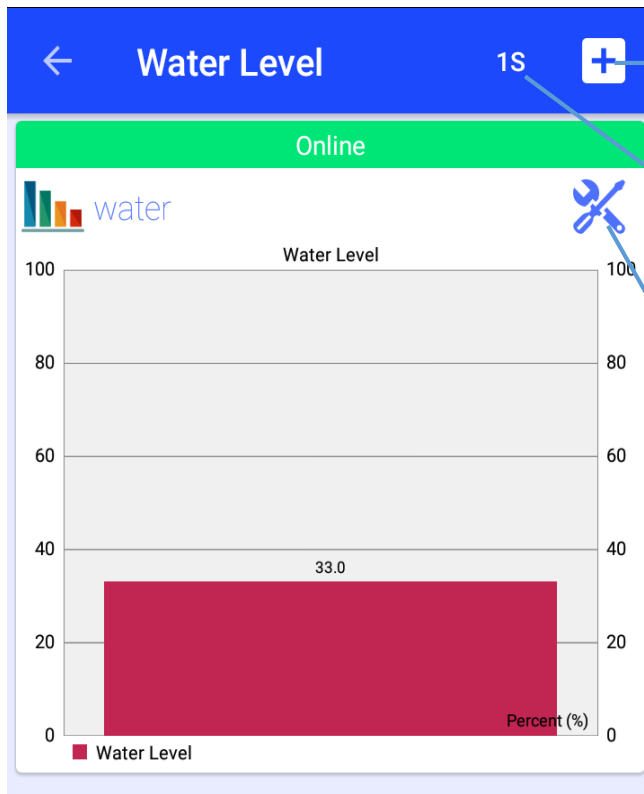 Water Level 1S
Online
water
Water Level
100 100
80 80
60 60
40 40
33.0
20 20
Percent (%)
0 0
Water Level